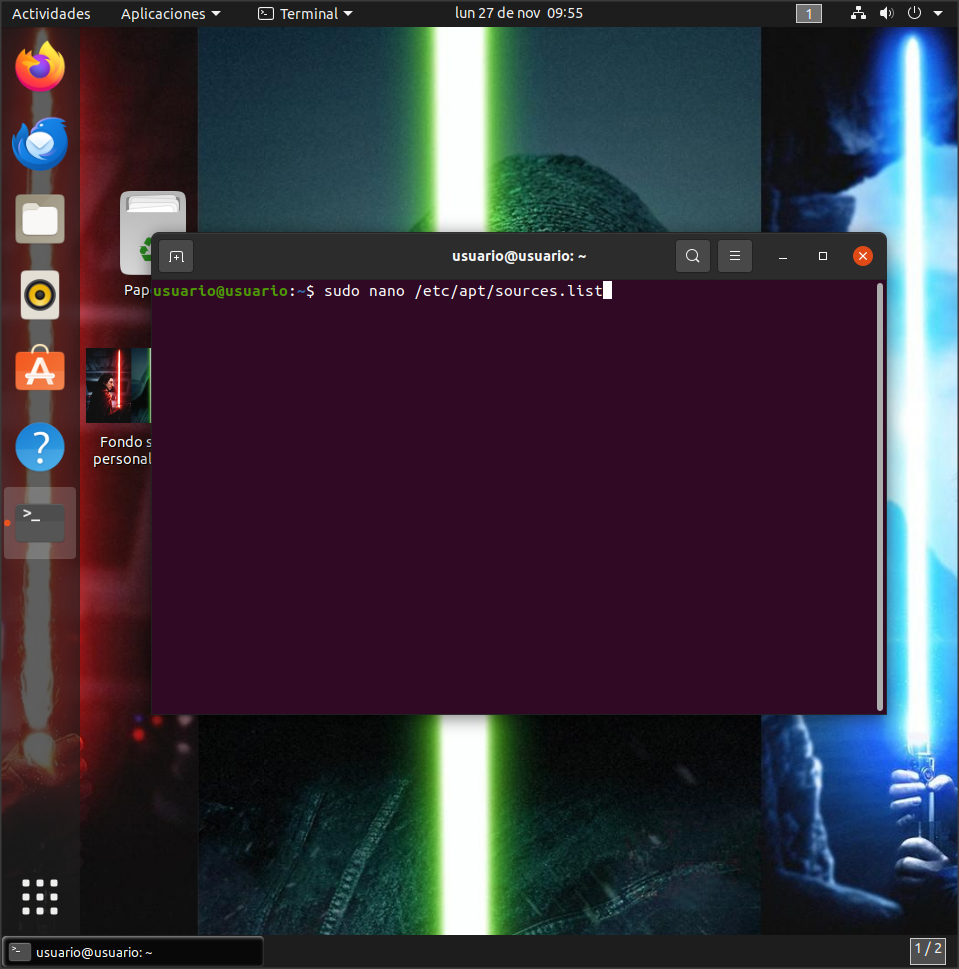 Actividades Aplicaciones Terminal lun 27 de nov 09:55 1
usuario@usuario: ~
Pap
usuario@usuario:~$ sudo nano /etc/apt/sources.list
Fondo s
personal
usuario@usuario: ~ 1 / 2